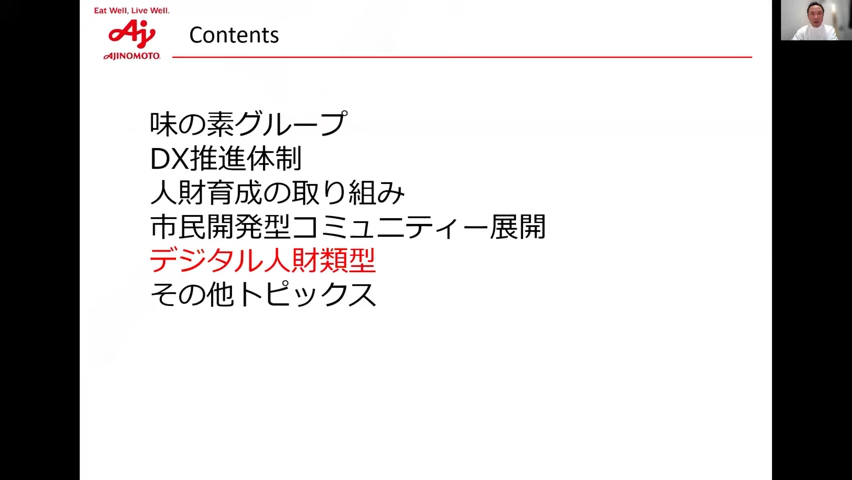 Eat Well, Live Well.
Aj
AJINOMOTO
Contents
味の素グループ
DX推進体制
人財育成の取り組み
市民開発型コミュニティー展開
デジタル人財類型
その他トピックス